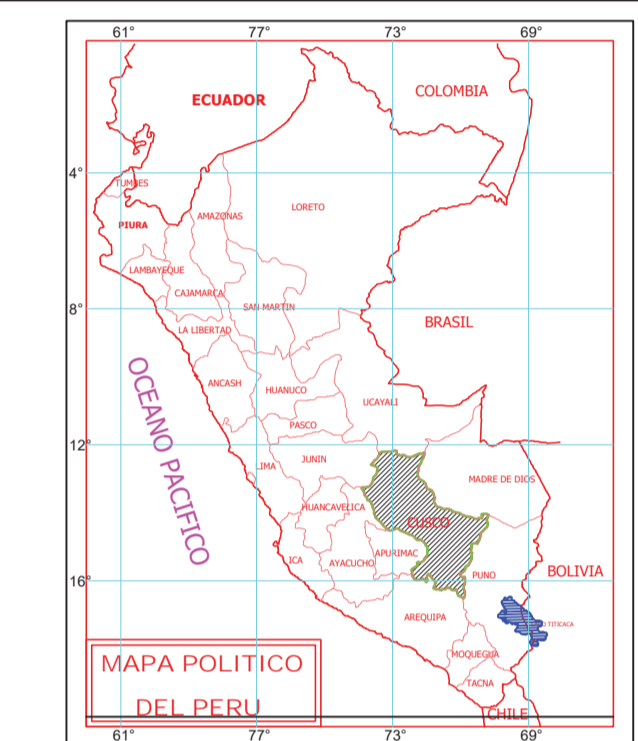 61° 77° 73° 69°
ECUADOR
COLOMBIA
4°
TUMBES
LORETO
AMAZONAS
PIURA
LAMBAYEQUE
CAJAMARCA
SAN MARTIN
8°
BRASIL
LA LIBERTAD
OCEANO PACIFICO
ANCASH
HUANUCO
UCAYALI
PASCO
12°
JUNIN
LIMA
MADRE DE DIOS
HUANCAVELICA
CUSCO
APURIMAC
ICA
AYACUCHO
PUNO
BOLIVIA
16°
AREQUIPA
TITICACA
MOQUEGUA
MAPA POLITICO
DEL PERU
TACNA
CHILE
61° 77° 73° 69°